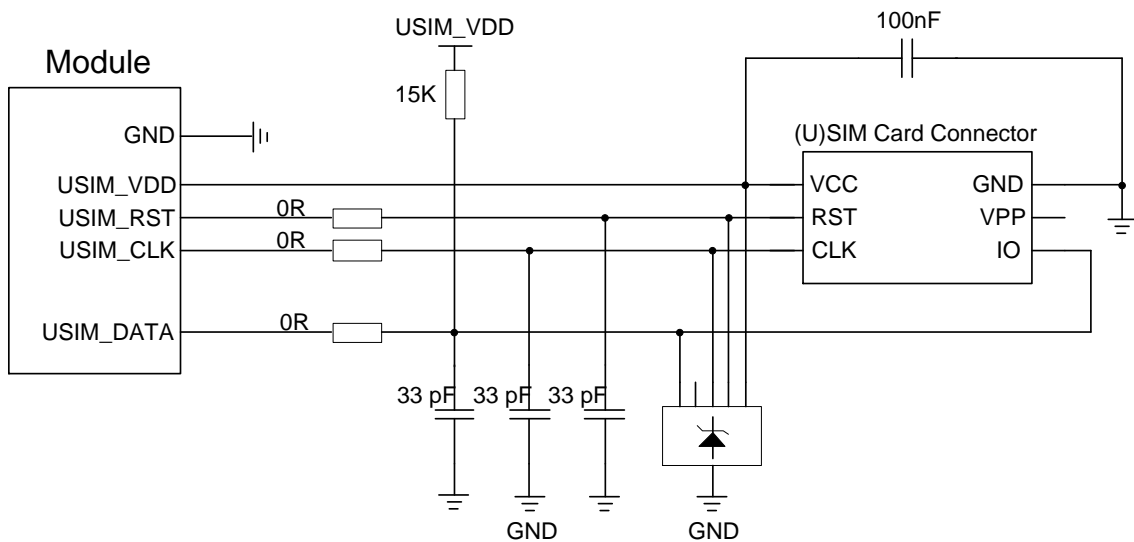 100nF
USIM_VDD
Module
15K
(U)SIM Card Connector
GND
USIM_VDD
VCC
GND
USIM_RST
0R
RST
VPP
USIM_CLK
0R
CLK
IO
USIM_DATA
0R
33 pF
33 pF
33 pF
GND
GND